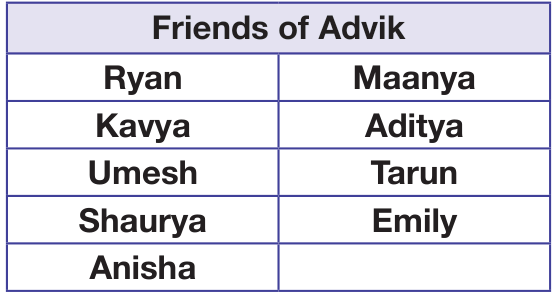 Friends of Advik
Ryan Maanya
Kavya Aditya
Umesh Tarun
Shaurya Emily
Anisha